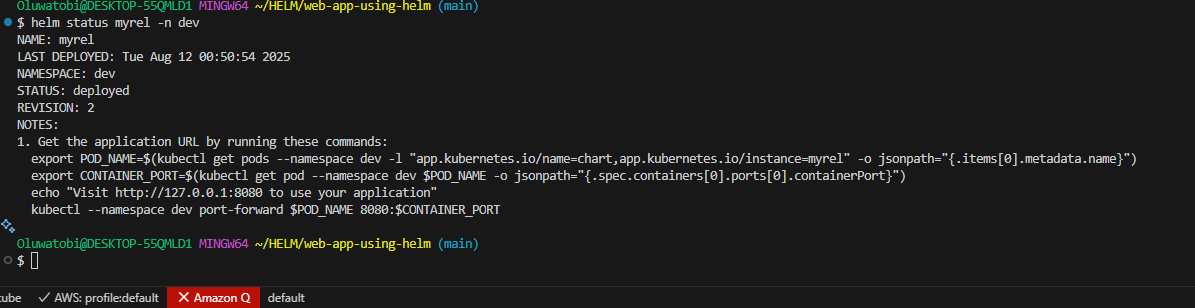 Oluwatobi@DESKTOP-55QMLD1 MINGW64 ~/HELM/web-app-using-helm (main)
$ helm status myrel -n dev
NAME: myrel
LAST DEPLOYED: Tue Aug 12 00:50:54 2025
NAMESPACE: dev
STATUS: deployed
REVISION: 2
NOTES:
1. Get the application URL by running these commands:
  export POD_NAME=$(kubectl get pods --namespace dev -l "app.kubernetes.io/name=chart,app.kubernetes.io/instance=myrel" -o jsonpath="{.items[0].metadata.name}")
  export CONTAINER_PORT=$(kubectl get pod --namespace dev $POD_NAME -o jsonpath="{.spec.containers[0].ports[0].containerPort}")
  echo "Visit http://127.0.0.1:8080 to use your application"
  kubectl --namespace dev port-forward $POD_NAME 8080:$CONTAINER_PORT
Oluwatobi@DESKTOP-55QMLD1 MINGW64 ~/HELM/web-app-using-helm (main)
$
tube AWS: profile:default Amazon Q default